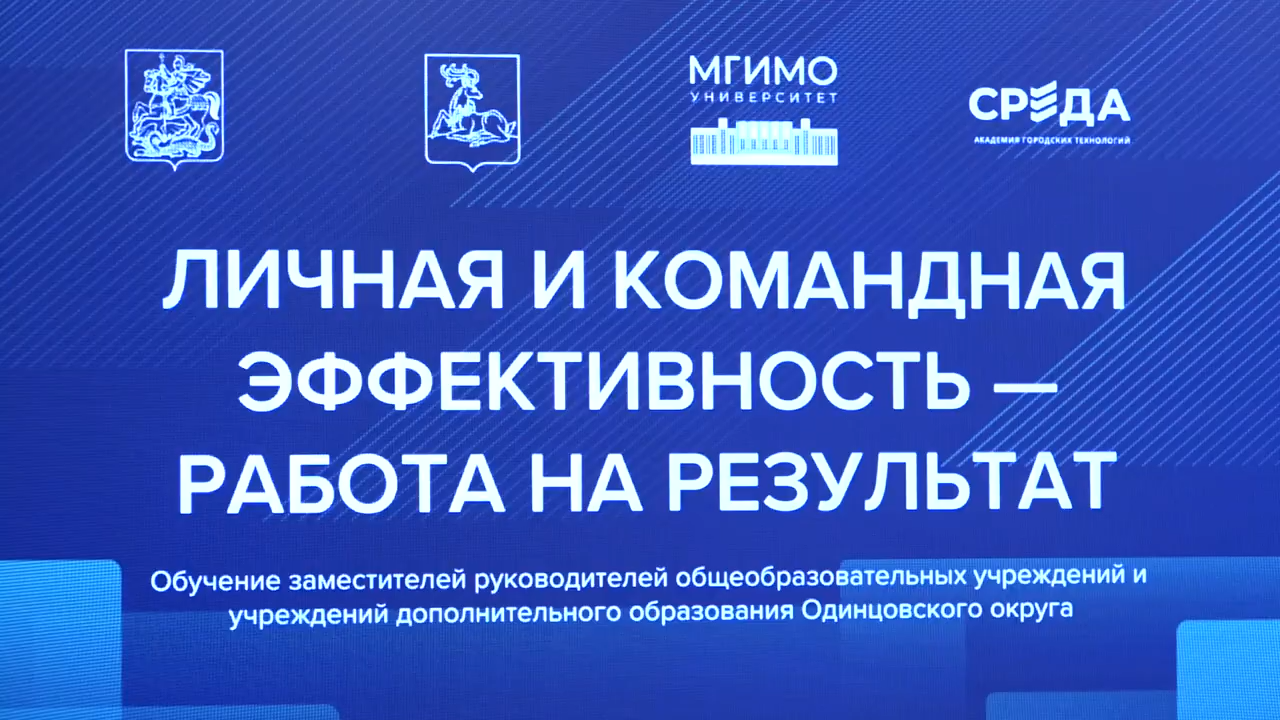 МГИМО
УНИВЕРСИТЕТ
СРЕДА
АКАДЕМИЯ ГОРОДСКИХ ТЕХНОЛОГИЙ
ЛИЧНАЯ И КОМАНДНАЯ
ЭФФЕКТИВНОСТЬ —
РАБОТА НА РЕЗУЛЬТАТ
Обучение заместителей руководителей общеобразовательных учреждений и
учреждений дополнительного образования Одинцовского округа